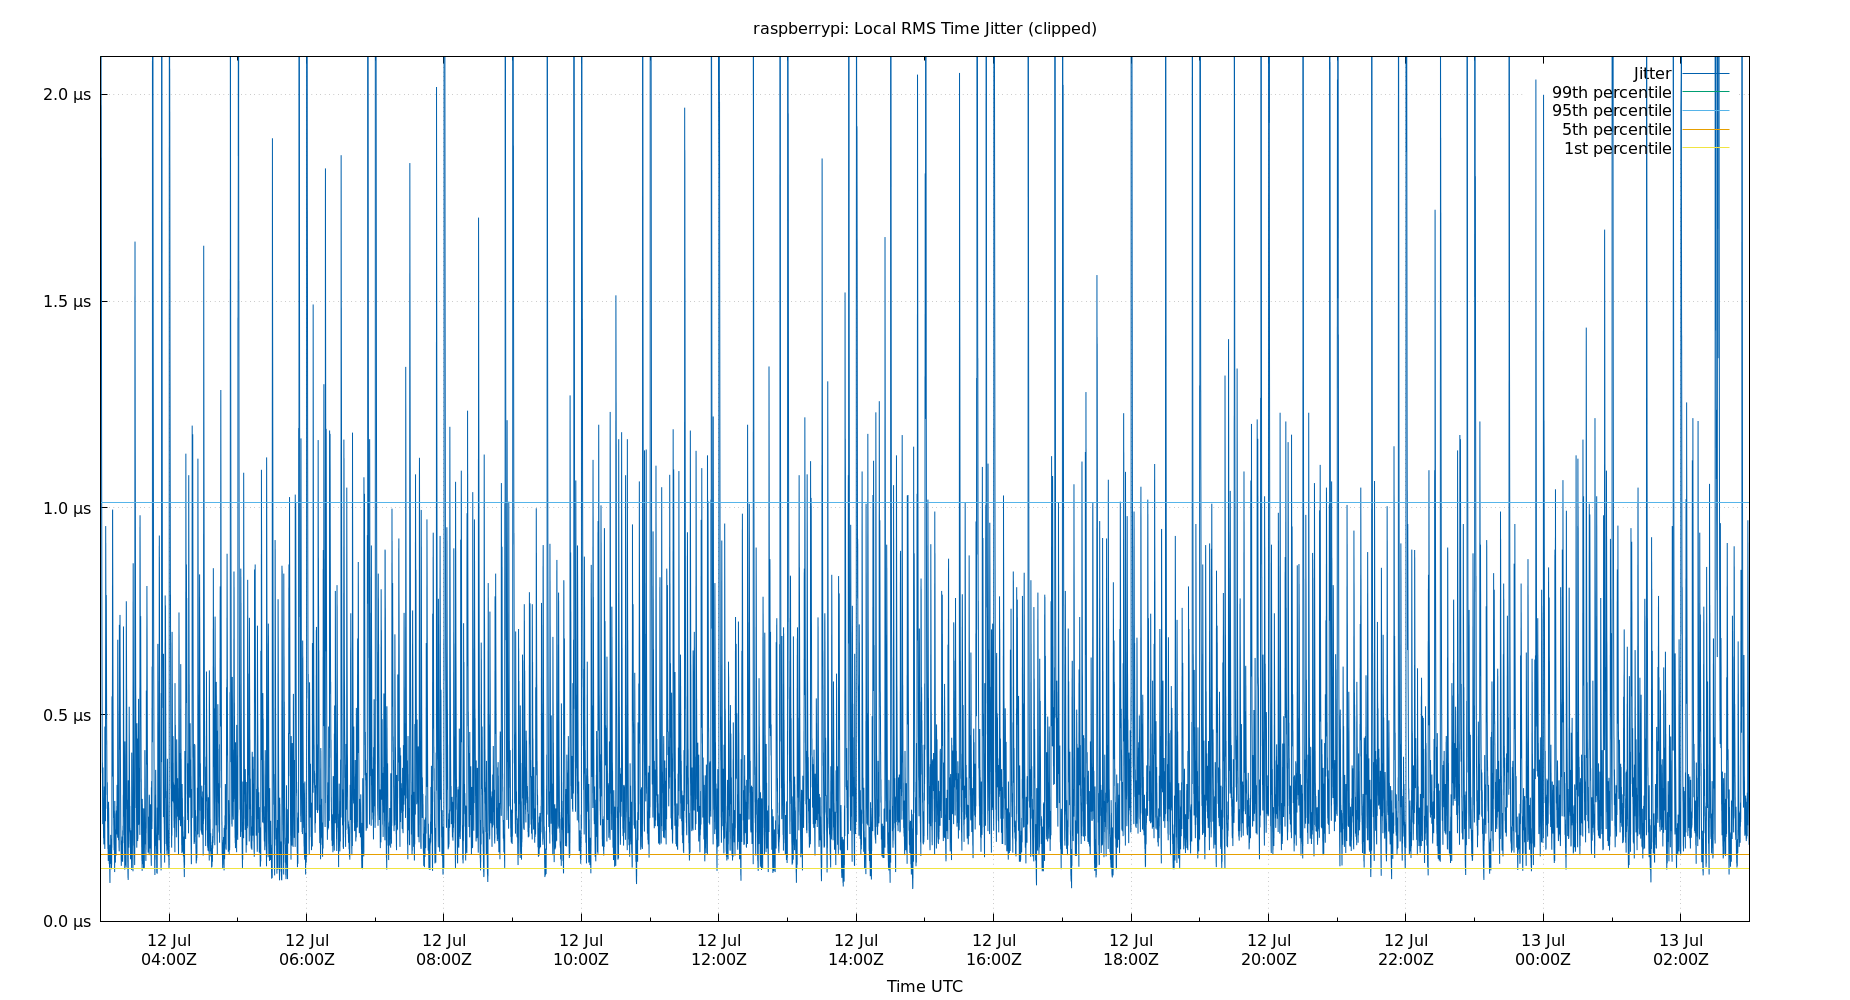 raspberrypi: Local RMS Time Jitter (clipped)
2.0 µs
1.5 µs
1.0 µs
0.5 µs
0.0 µs
Jitter
99th percentile
95th percentile
5th percentile
1st percentile
12 Jul 12 Jul 12 Jul 12 Jul 12 Jul 12 Jul 12 Jul 12 Jul 12 Jul 12 Jul 13 Jul 13 Jul
04:00Z 06:00Z 08:00Z 10:00Z 12:00Z 14:00Z 16:00Z 18:00Z 20:00Z 22:00Z 00:00Z 02:00Z
Time UTC